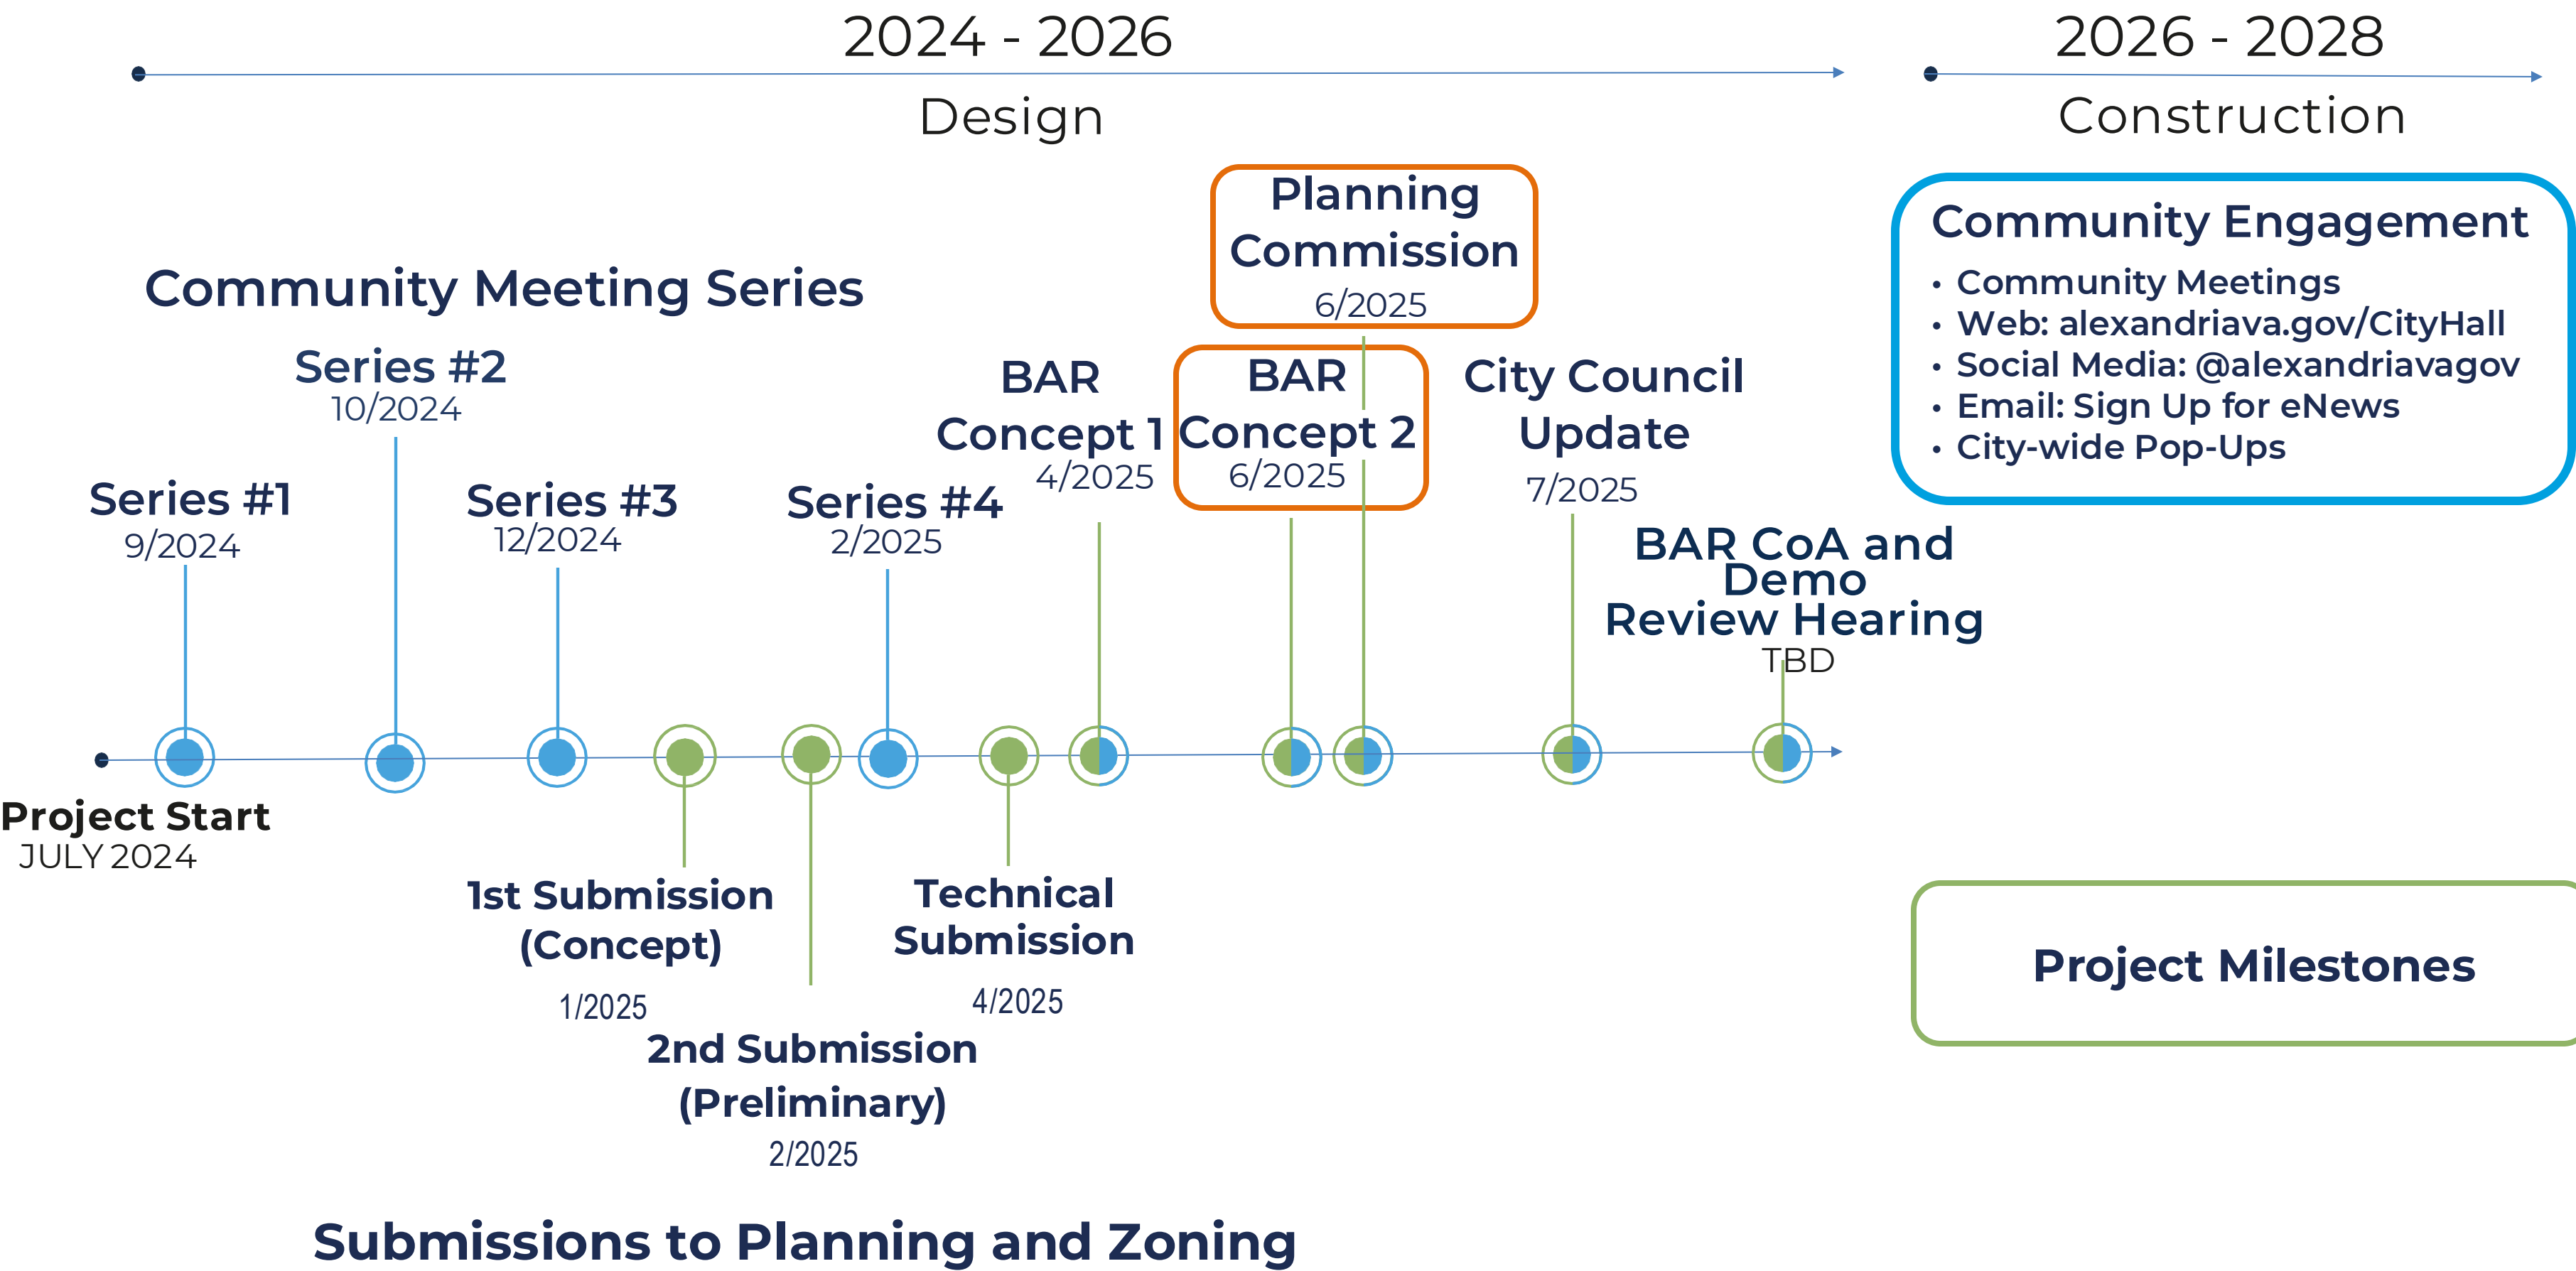 2024 - 2026
Design
2026 - 2028
Construction
Planning
Commission
6/2025
Community Engagement
• Community Meetings
• Web: alexandriava.gov/CityHall
• Social Media: @alexandriavagov
• Email: Sign Up for eNews
• City-wide Pop-Ups
Community Meeting Series
Series #1
9/2024
Series #2
10/2024
Series #3
12/2024
Series #4
2/2025
BAR
Concept 1
4/2025
BAR
Concept 2
6/2025
City Council
Update
7/2025
BAR CoA and
Demo
Review Hearing
TBD
Project Start
JULY 2024
1st Submission
(Concept)
1/2025
2nd Submission
(Preliminary)
2/2025
Technical
Submission
4/2025
Project Milestones
Submissions to Planning and Zoning